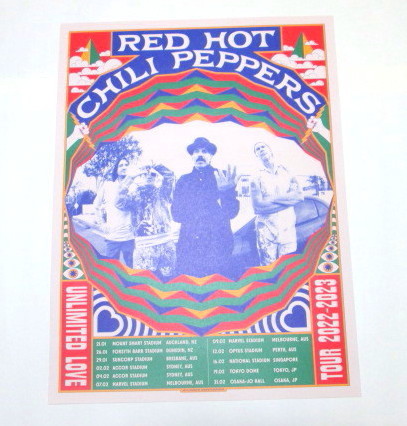 RED HOT
CHILI PEPPERS
UNLIMITED LOVE
TOUR 2022-2023
21.01 MOUNT SMART STADIUM AUCKLAND, NZ
26.01 FORSYTH BARR STADIUM DUNEDIN, NZ
29.01 SUNCORP STADIUM BRISBANE, AUS
02.02 ACCOR STADIUM SYDNEY, AUS
04.02 ACCOR STADIUM SYDNEY, AUS
07.02 MARVEL STADIUM MELBOURNE, AUS
09.02 MARVEL STADIUM MELBOURNE, AUS
12.02 OPTUS STADIUM PERTH, AUS
16.02 NATIONAL STADIUM SINGAPORE
19.02 TOKYO DOME TOKYO, JP
21.02 OSAKA-JO HALL OSAKA, JP